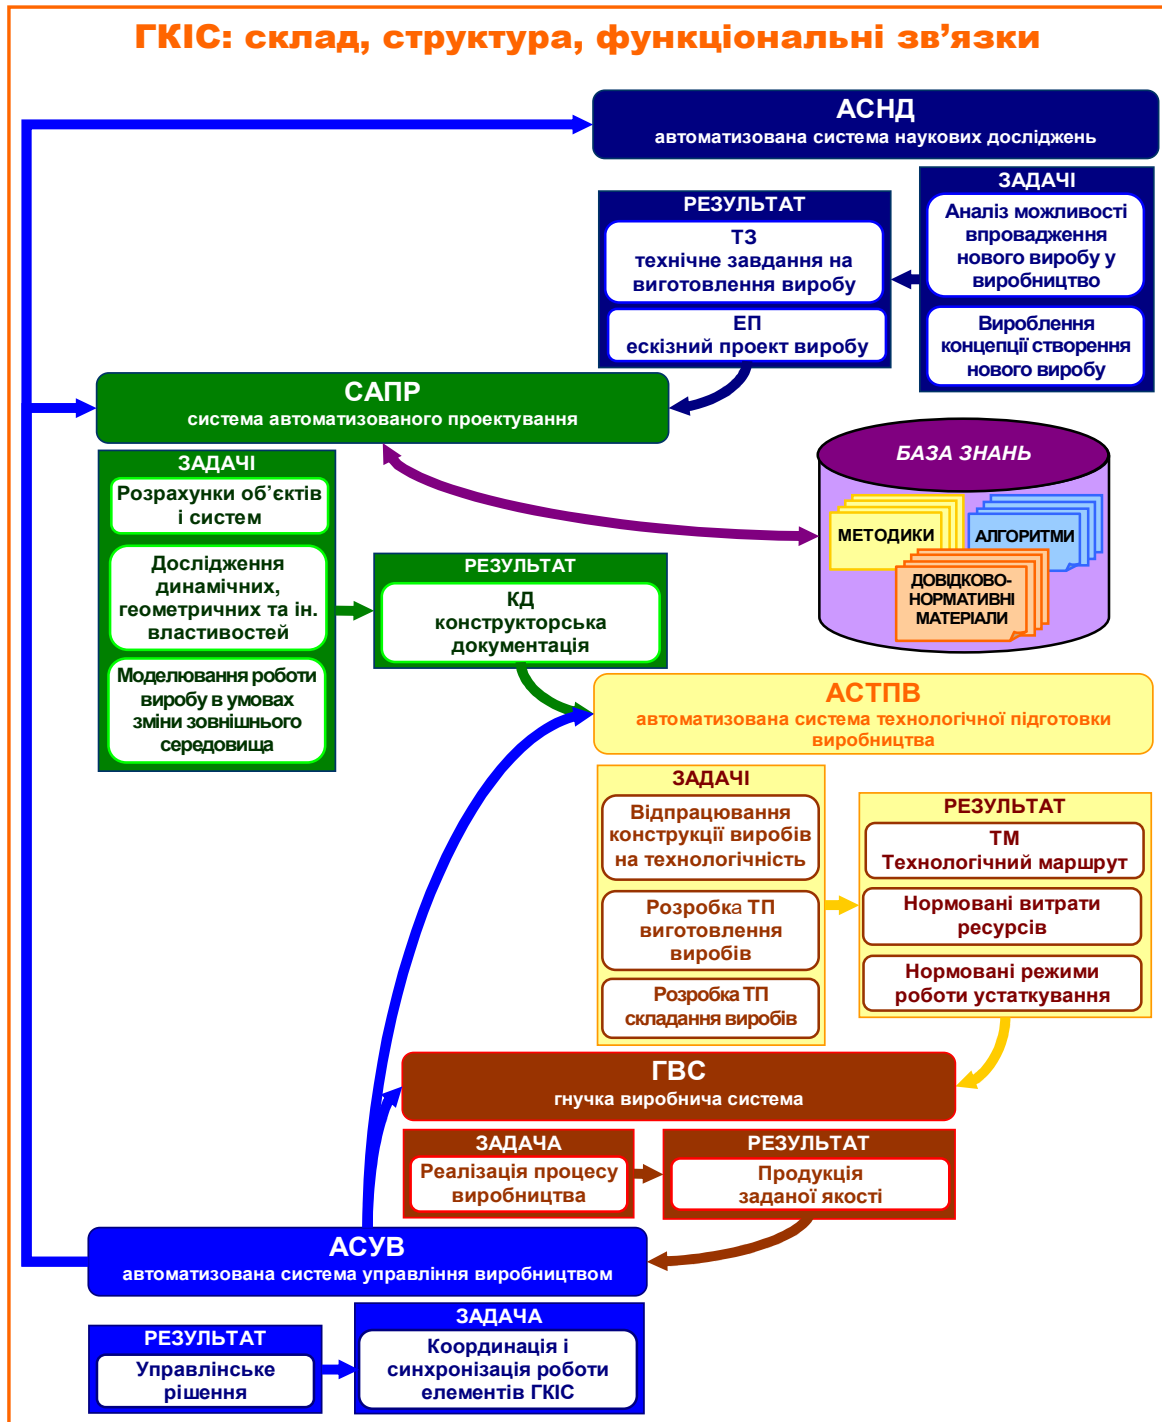 ГКІС: склад, структура, функціональні зв’язки
АСНД
автоматизована система наукових досліджень
ЗАДАЧІ
Аналіз можливості
впровадження
нового виробу у
виробництво
Вироблення
концепції створення
нового виробу
РЕЗУЛЬТАТ
ТЗ
технічне завдання на
виготовлення виробу
ЕП
ескізний проект виробу
САПР
система автоматизованого проектування
ЗАДАЧІ
Розрахунки об’єктів
і систем
Дослідження
динамічних,
геометричних та ін.
властивостей
Моделювання роботи
виробу в умовах
зміни зовнішнього
середовища
РЕЗУЛЬТАТ
КД
конструкторська
документація
БАЗА ЗНАНЬ
МЕТОДИКИ
АЛГОРИТМИ
ДОВІДКОВО-
НОРМАТИВНІ
МАТЕРІАЛИ
АСТПВ
автоматизована система технологічної підготовки
виробництва
ЗАДАЧІ
Відпрацювання
конструкції виробів
на технологічність
Розробка ТП
виготовлення
виробів
Розробка ТП
складання виробів
РЕЗУЛЬТАТ
ТМ
Технологічний маршрут
Нормовані витрати
ресурсів
Нормовані режими
роботи устаткування
ГВС
гнучка виробнича система
ЗАДАЧА
Реалізація процесу
виробництва
РЕЗУЛЬТАТ
Продукція
заданої якості
АСУВ
автоматизована система управління виробництвом
РЕЗУЛЬТАТ
Управлінське
рішення
ЗАДАЧА
Координація і
синхронізація роботи
елементів ГКІС